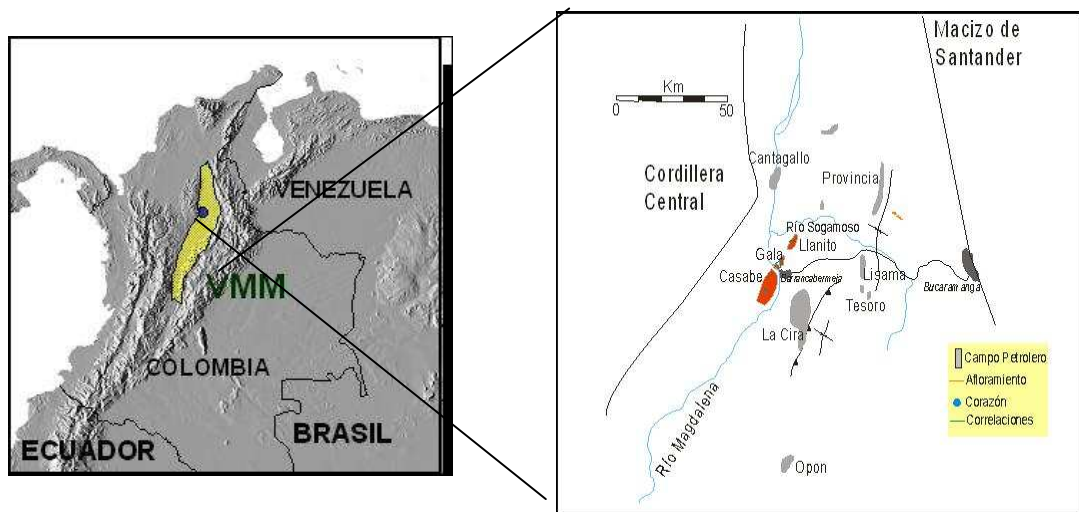 VENEZUELA
VMM
COLOMBIA
ECUADOR
BRASIL
Macizo de
Santander
Km
0
50
Cantagallo
Cordillera
Central
Provincia
Río Sogamoso
Llanito
Gala
Casabe
Barrancabermeja
Lisama
Tesoro
Bucaramanga
La Cira
Río Magdalena
Opon
Campo Petrolero
Afloramiento
Corazón
Correlaciones